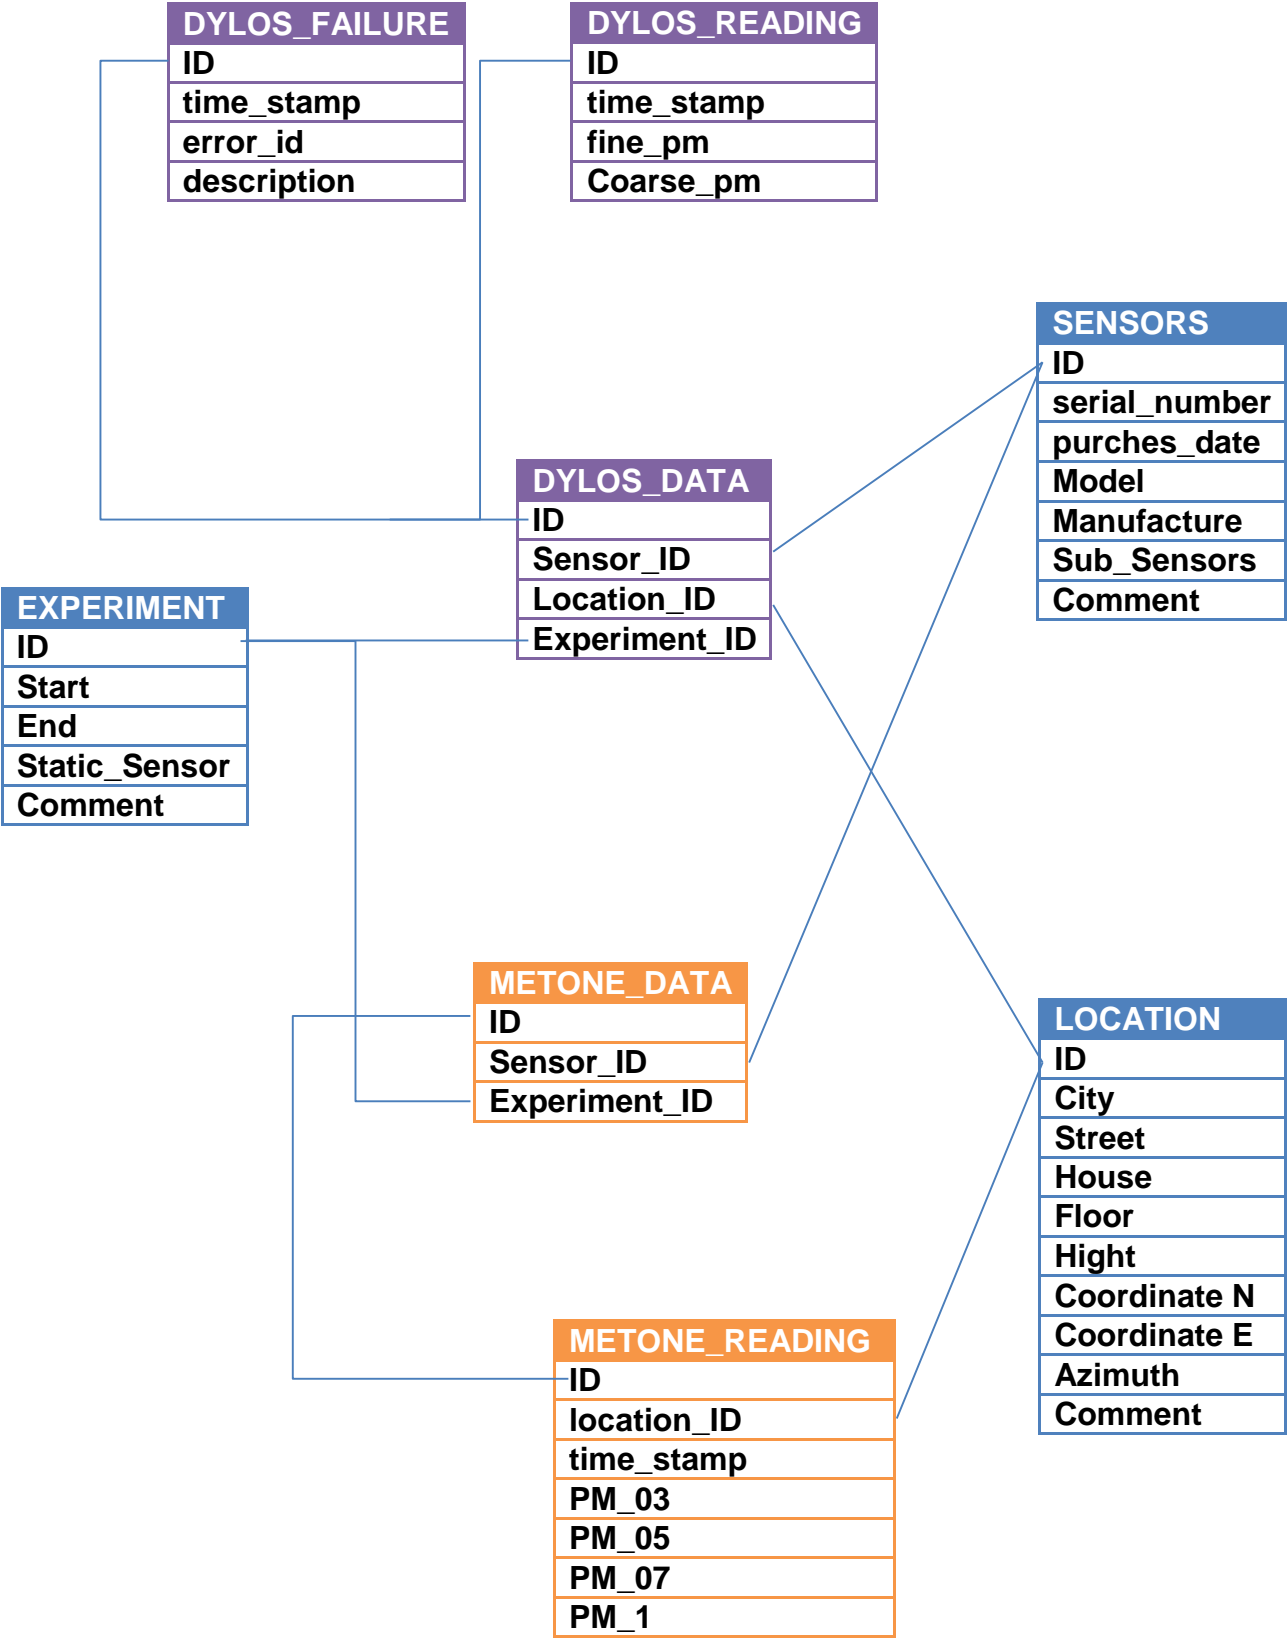 DYLOS_FAILURE
ID
time_stamp
error_id
description
DYLOS_READING
ID
time_stamp
fine_pm
Coarse_pm
SENSORS
ID
serial_number
purches_date
Model
Manufacture
Sub_Sensors
Comment
DYLOS_DATA
ID
Sensor_ID
Location_ID
Experiment_ID
EXPERIMENT
ID
Start
End
Static_Sensor
Comment
METONE_DATA
ID
Sensor_ID
Experiment_ID
LOCATION
ID
City
Street
House
Floor
Hight
Coordinate N
Coordinate E
Azimuth
Comment
METONE_READING
ID
location_ID
time_stamp
PM_03
PM_05
PM_07
PM_1